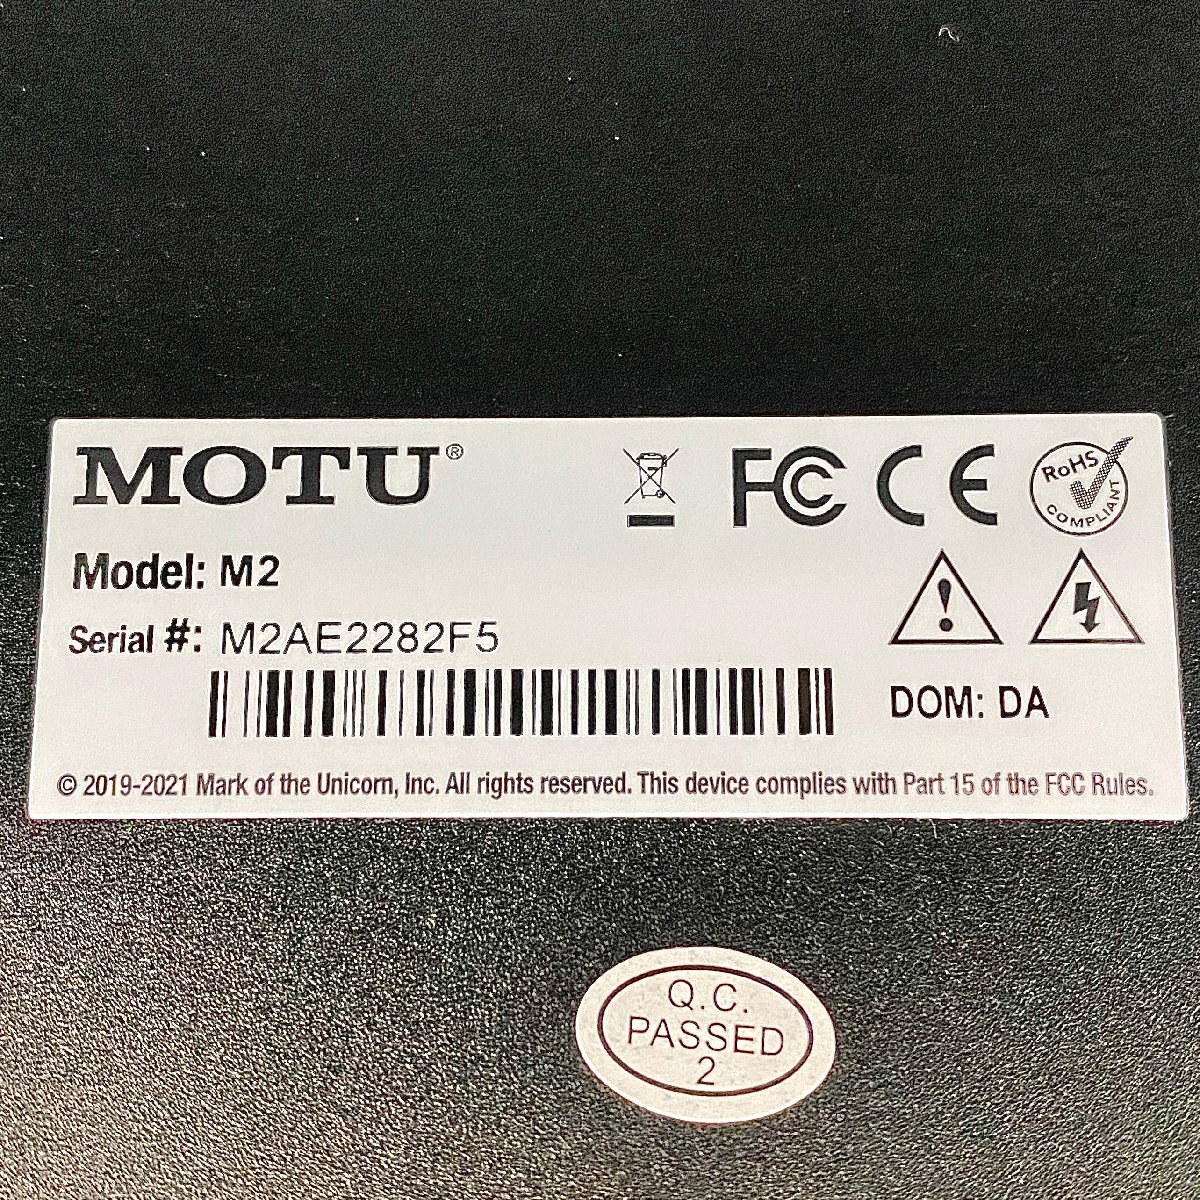 MOTU®
FC CE
RoHS
COMPLIANT
Model: M2
Serial #: M2AE2282F5
DOM: DA
© 2019-2021 Mark of the Unicorn, Inc. All rights reserved. This device complies with Part 15 of the FCC Rules.
Q.C.
PASSED
2